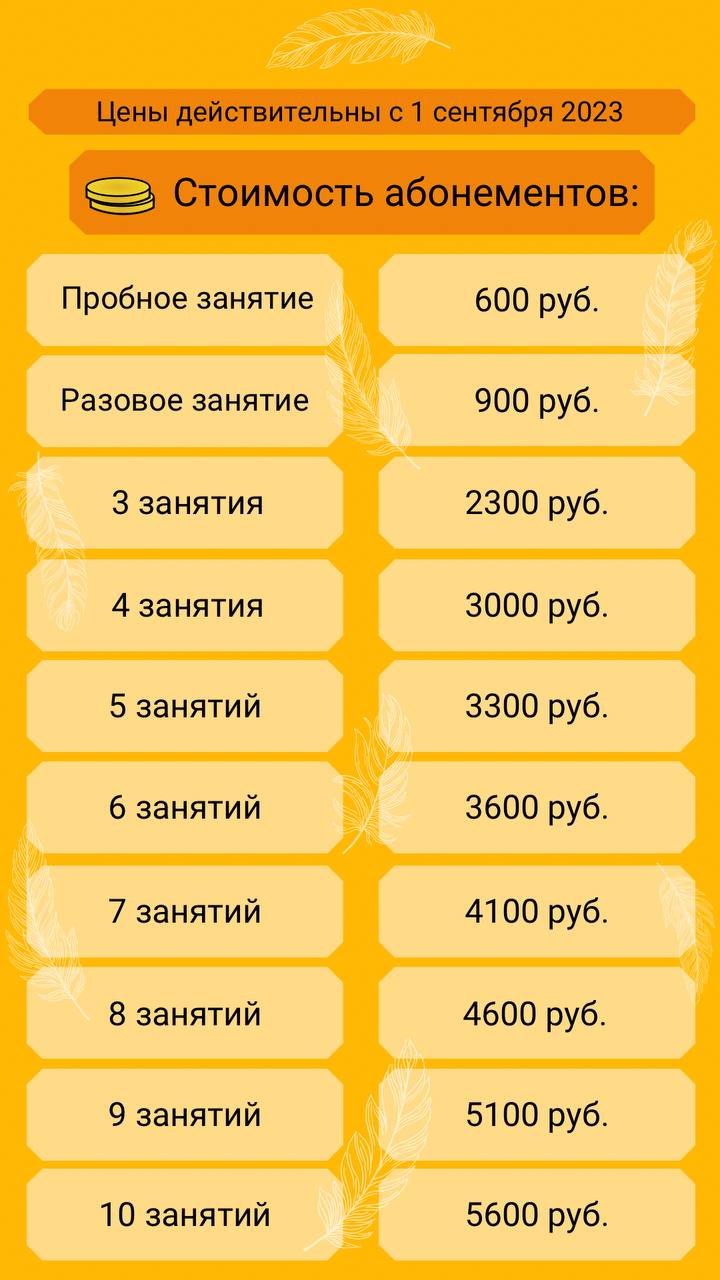 Цены действительны с 1 сентября 2023
Стоимость абонементов:
Пробное занятие
600 руб.
Разовое занятие
900 руб.
3 занятия
2300 руб.
4 занятия
3000 руб.
5 занятий
3300 руб.
6 занятий
3600 руб.
7 занятий
4100 руб.
8 занятий
4600 руб.
9 занятий
5100 руб.
10 занятий
5600 руб.